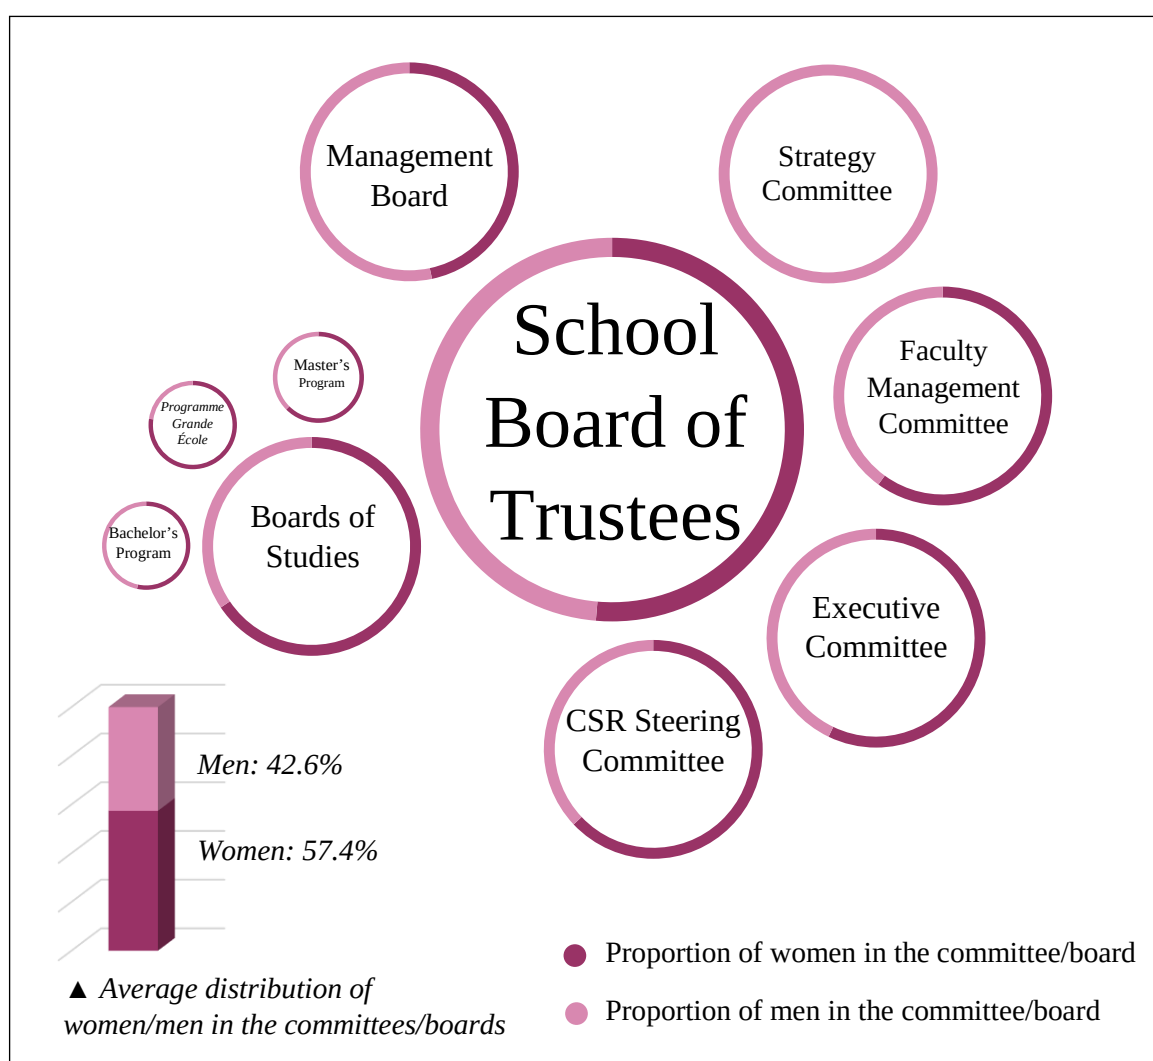 Management
Board
Strategy
Committee
School
Board of
Trustees
Faculty
Management
Committee
Master’s
Program
Programme
Grande
École
Boards of
Studies
Bachelor’s
Program
Executive
Committee
CSR Steering
Committee
Men: 42.6%
Women: 57.4%
▲ Average distribution of
women/men in the committees/boards
Proportion of women in the committee/board
Proportion of men in the committee/board